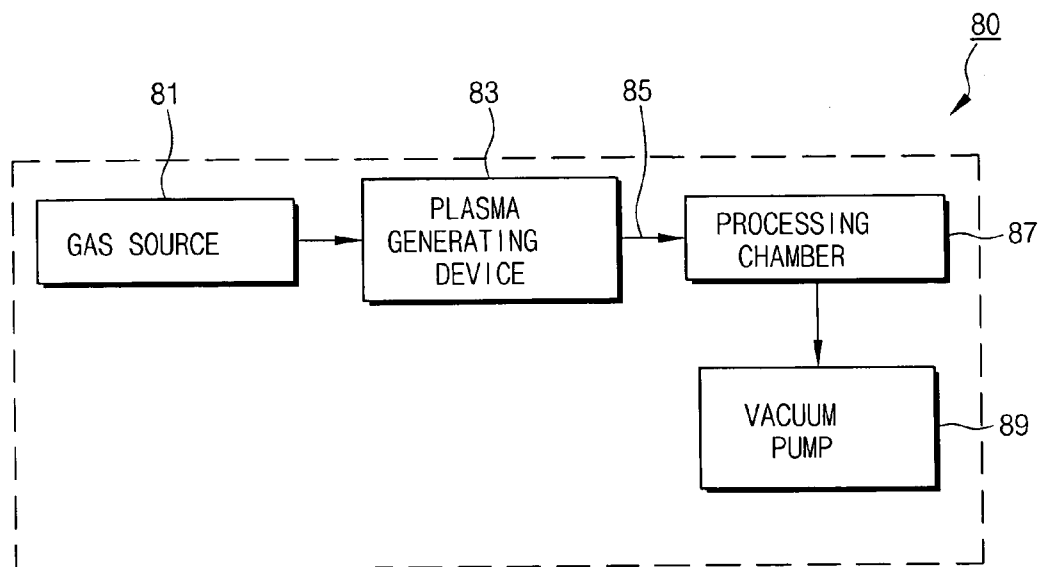 80
81
83
85
GAS SOURCE
PLASMA
GENERATING
DEVICE
PROCESSING
CHAMBER
87
VACUUM
PUMP
89